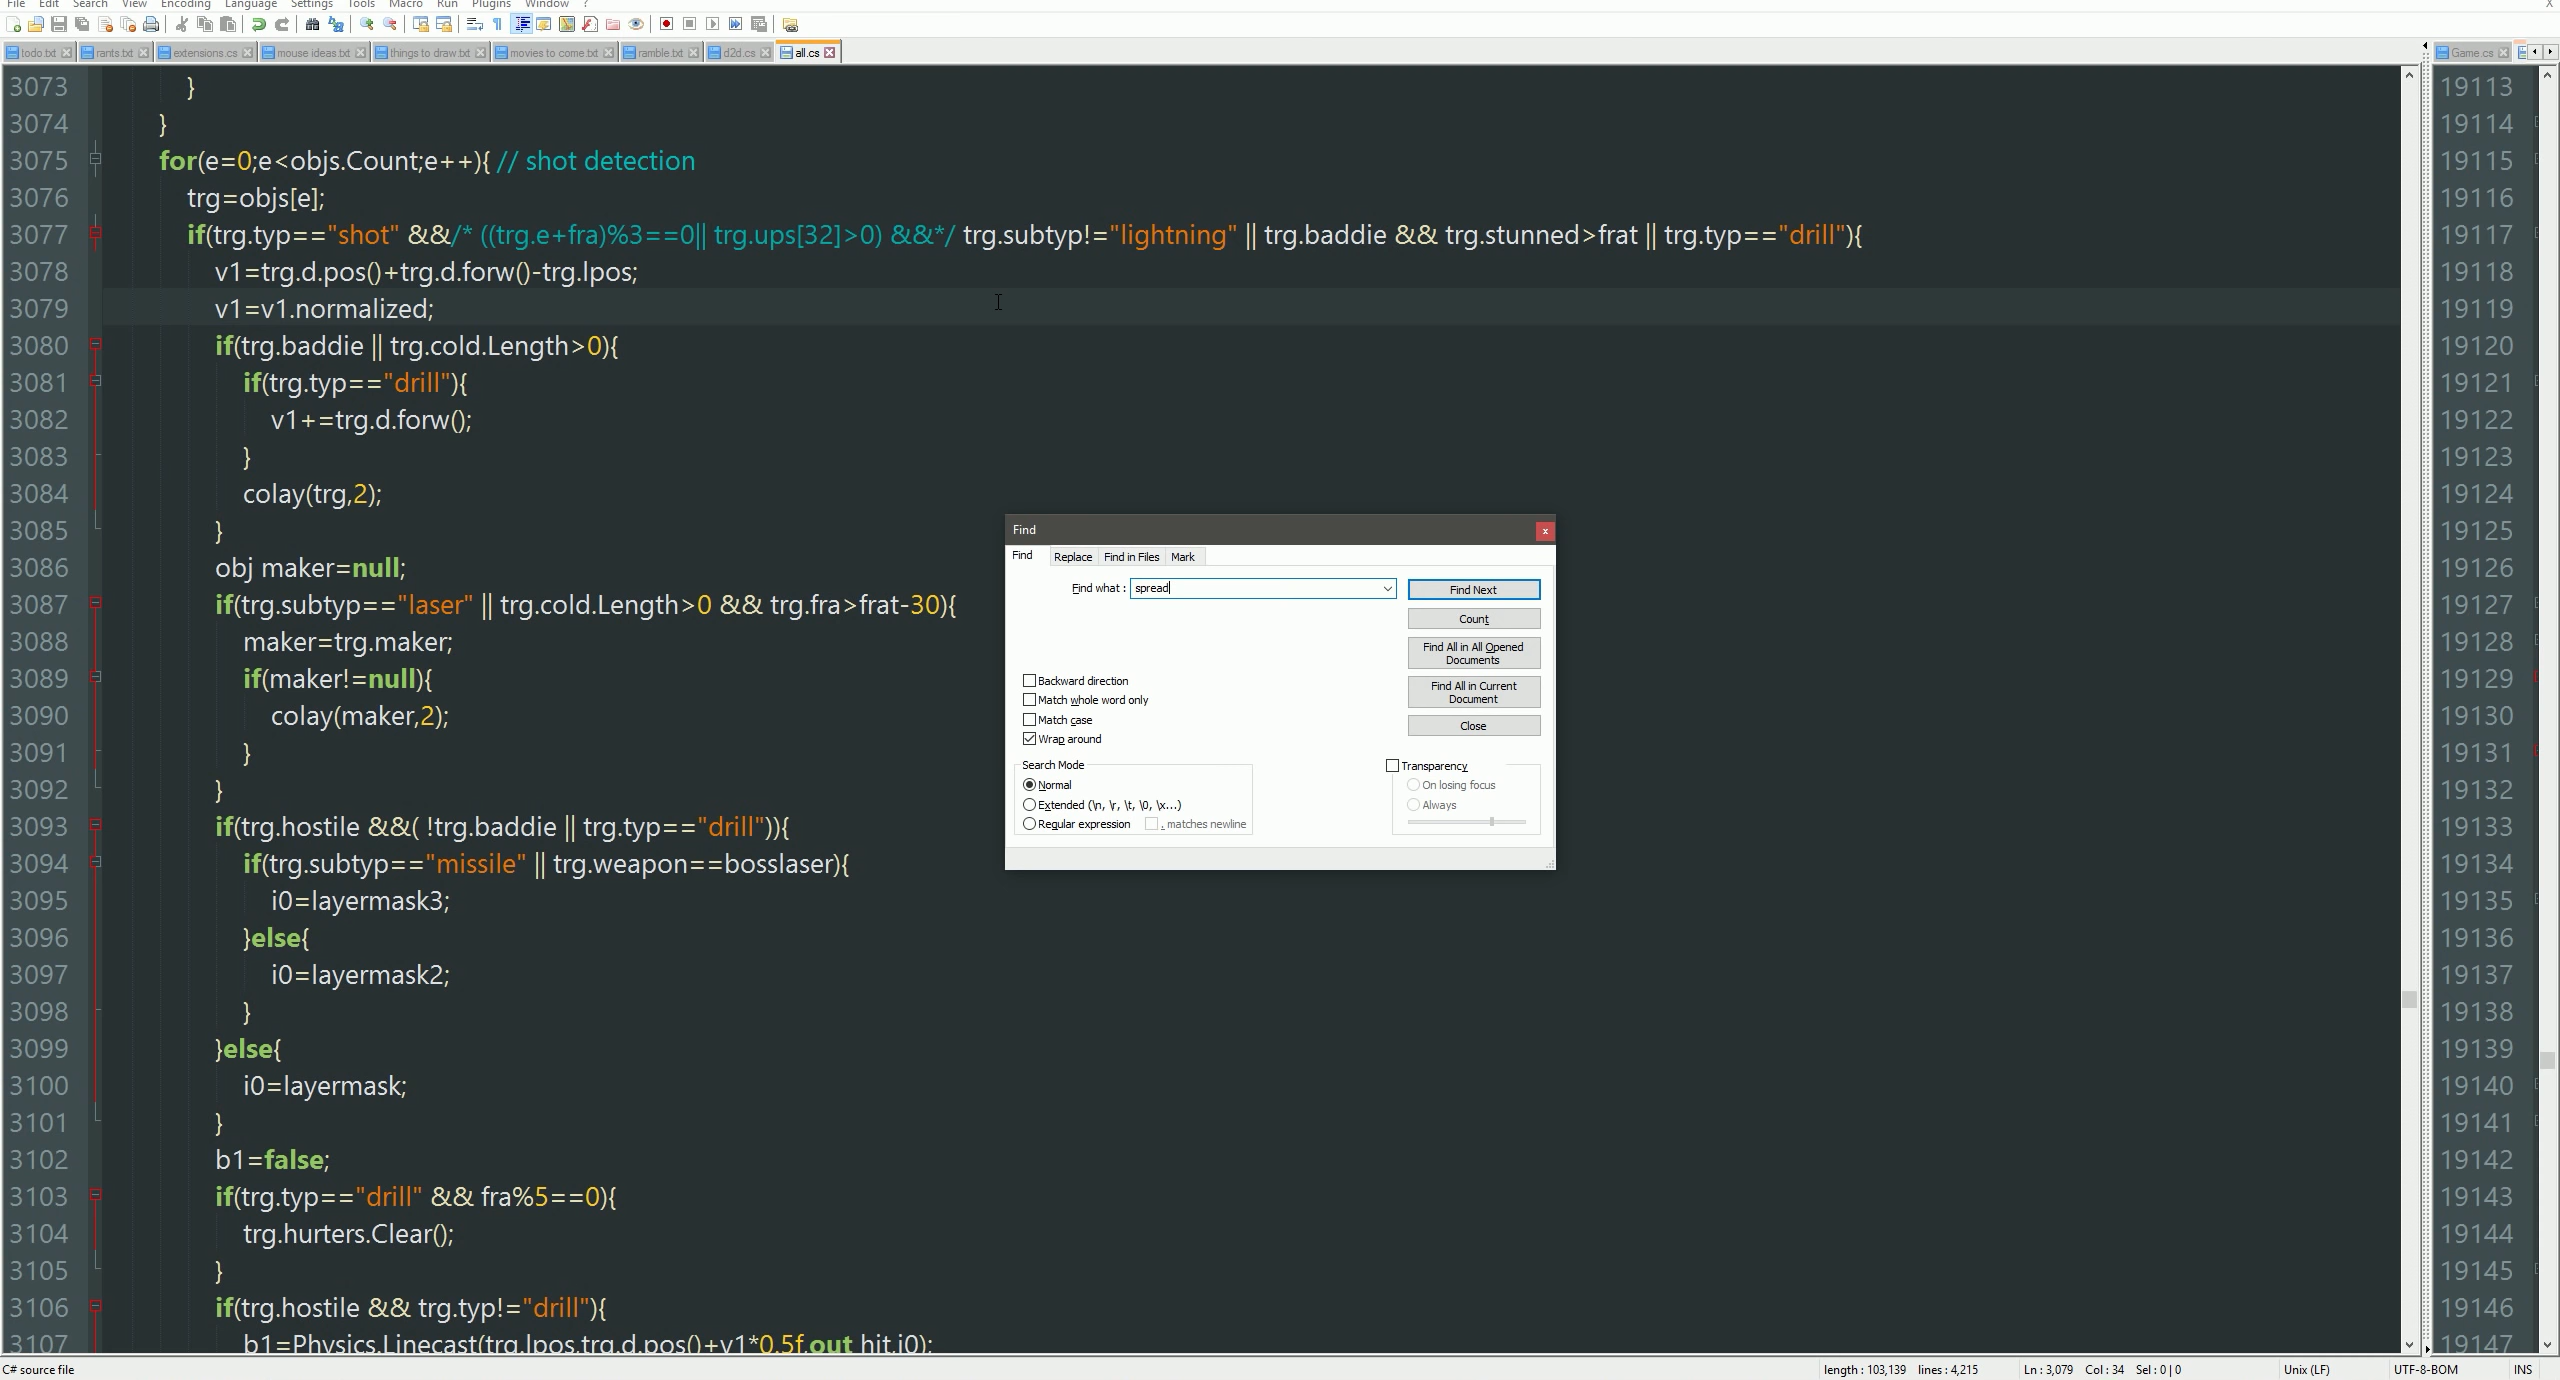 File Edit Search View Encoding Language Settings Tools Macro Run Plugins Window ? X
todo.txt rants.txt extensions.cs mouse ideas.txt things to draw.txt movies to come.txt ramble.txt d2d.cs all.cs Game.cs
3073 }
3074 }
3075 for(e=0;e<objs.Count;e++){ // shot detection
3076 trg=objs[e];
3077 if(trg.typ=="shot" &&/* ((trg.e+fra)%3==0|| trg.ups[32]>0) &&*/ trg.subtyp!="lightning" || trg.baddie && trg.stunned>frat || trg.typ=="drill"){
3078 v1=trg.d.pos()+trg.d.forw()-trg.lpos;
3079 v1=v1.normalized;
3080 if(trg.baddie || trg.cold.Length>0){
3081 if(trg.typ=="drill"){
3082 v1+=trg.d.forw();
3083 }
3084 colay(trg,2);
3085 }
3086 obj maker=null;
3087 if(trg.subtyp=="laser" || trg.cold.Length>0 && trg.fra>frat-30){
3088 maker=trg.maker;
3089 if(maker!=null){
3090 colay(maker,2);
3091 }
3092 }
3093 if(trg.hostile &&( !trg.baddie || trg.typ=="drill")){
3094 if(trg.subtyp=="missile" || trg.weapon==bosslaser){
3095 i0=layermask3;
3096 }else{
3097 i0=layermask2;
3098 }
3099 }else{
3100 i0=layermask;
3101 }
3102 b1=false;
3103 if(trg.typ=="drill" && fra%5==0){
3104 trg.hurters.Clear();
3105 }
3106 if(trg.hostile && trg.typ!="drill"){
3107 b1=Physics.Linecast(trg.lpos,trg.d.pos()+v1*0.5f,out hit,i0);
Find x
Find Replace Find in Files Mark
Find what : spread
Find Next
Count
Find All in All Opened
Documents
Find All in Current
Document
Close
Backward direction
Match whole word only
Match case
Wrap around
Search Mode
Normal
Extended (\n, \r, \t, \0, \x...)
Regular expression . matches newline
Transparency
On losing focus
Always
19113
19114
19115
19116
19117
19118
19119
19120
19121
19122
19123
19124
19125
19126
19127
19128
19129
19130
19131
19132
19133
19134
19135
19136
19137
19138
19139
19140
19141
19142
19143
19144
19145
19146
19147
C# source file length : 103,139 lines : 4,215 Ln : 3,079 Col : 34 Sel : 0 | 0 Unix (LF) UTF-8-BOM INS